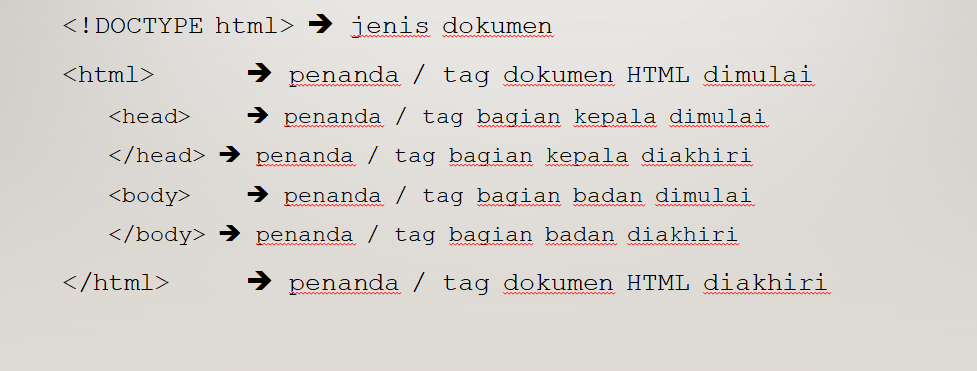 <!DOCTYPE html> ➔ jenis dokumen
<html> ➔ penanda / tag dokumen HTML dimulai
<head> ➔ penanda / tag bagian kepala dimulai
</head> ➔ penanda / tag bagian kepala diakhiri
<body> ➔ penanda / tag bagian badan dimulai
</body> ➔ penanda / tag bagian badan diakhiri
</html> ➔ penanda / tag dokumen HTML diakhiri